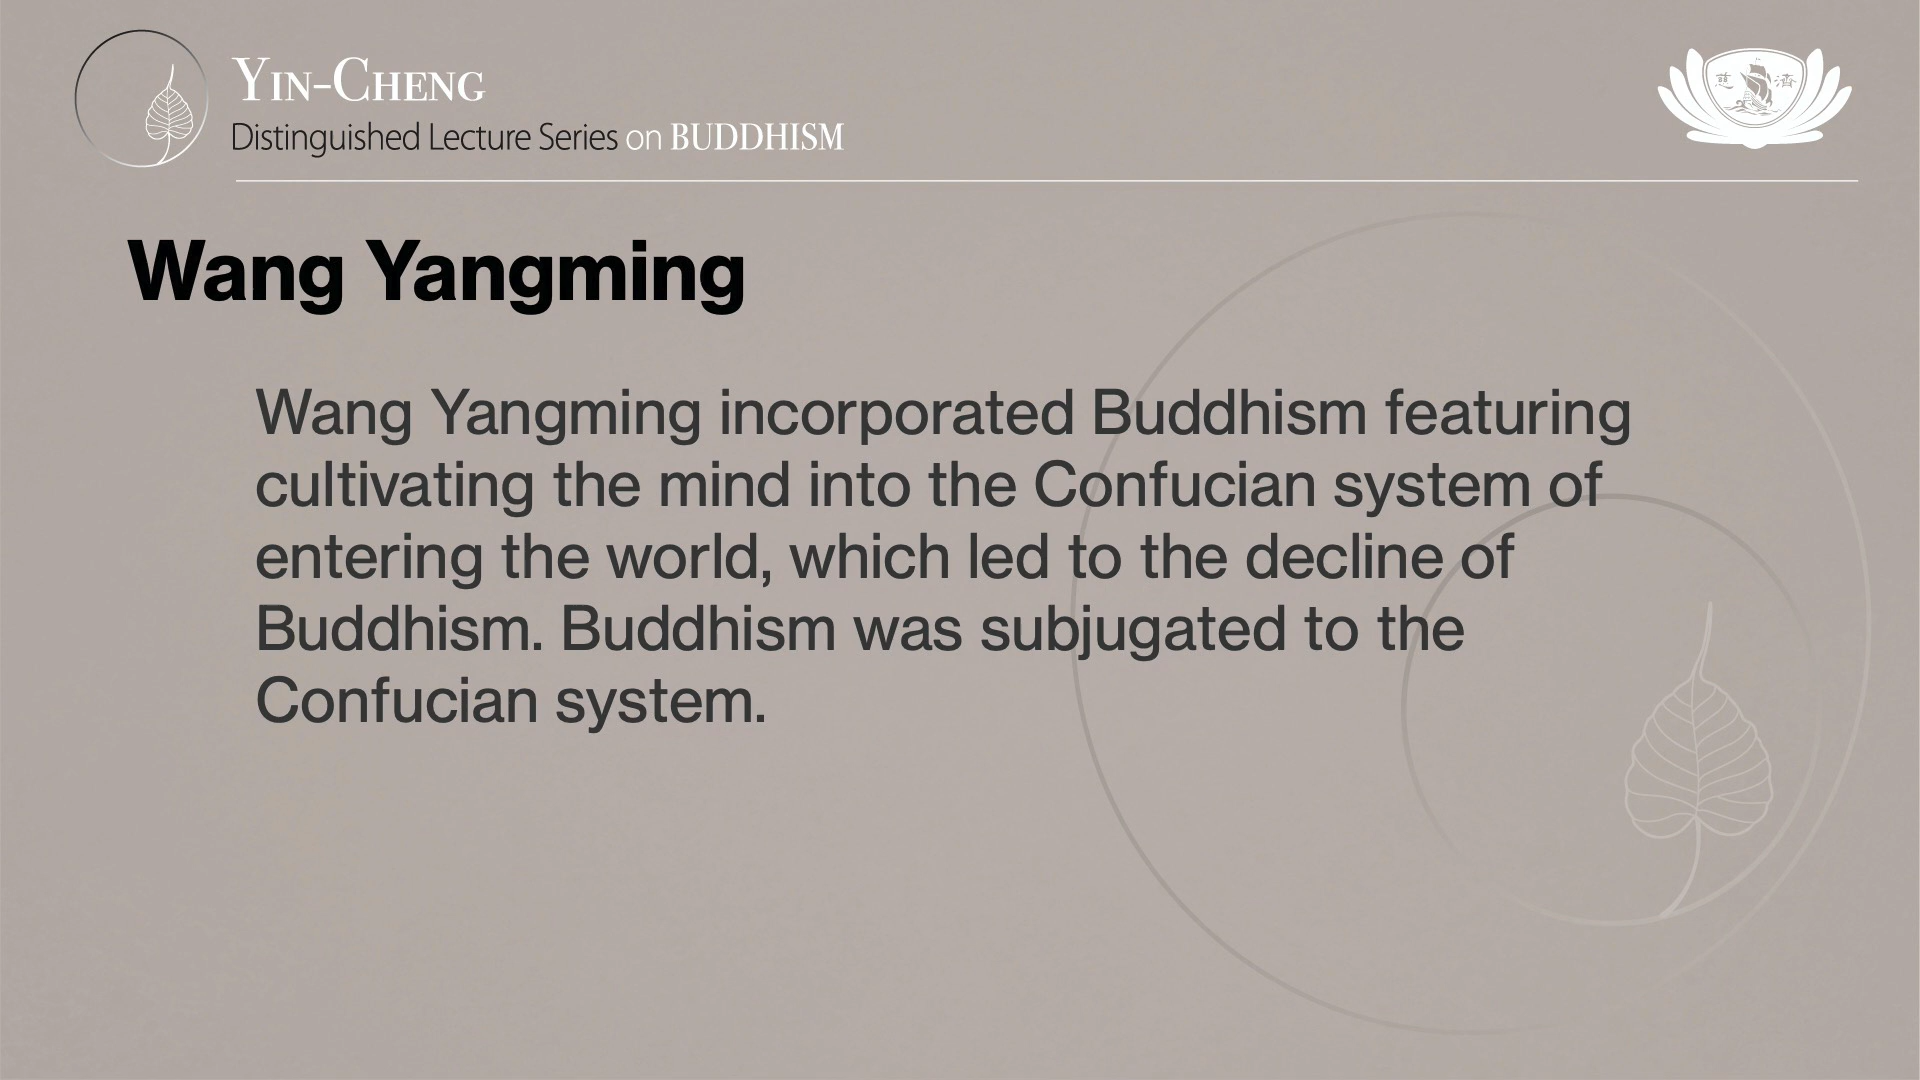 YIN-CHENG
Distinguished Lecture Series on BUDDHISM
慈 濟
Wang Yangming
Wang Yangming incorporated Buddhism featuring
cultivating the mind into the Confucian system of
entering the world, which led to the decline of
Buddhism. Buddhism was subjugated to the
Confucian system.